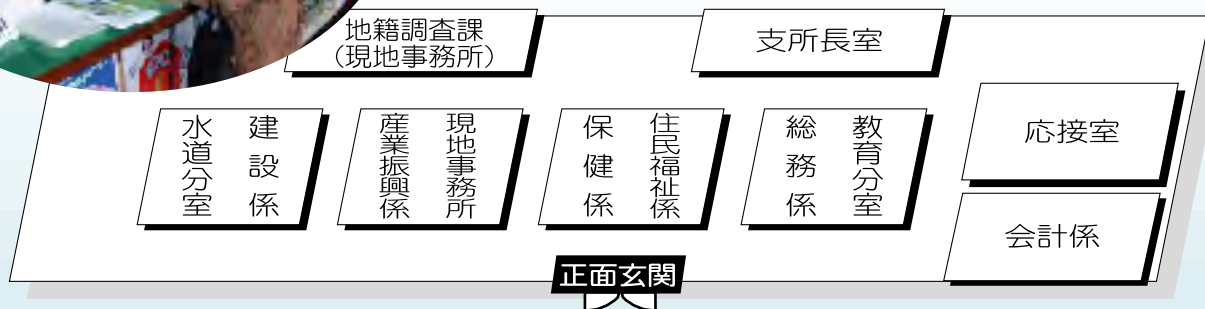 地籍調査課
（現地事務所）
支所長室
建設係
水道分室
現地事務所
産業振興係
住民福祉係
保健係
教育分室
総務係
応接室
会計係
正面玄関